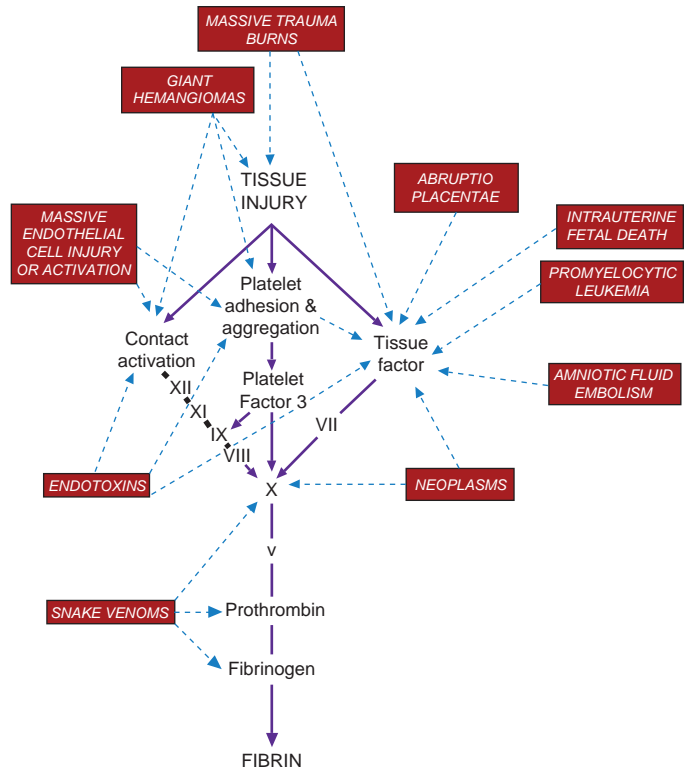 MASSIVE TRAUMA
BURNS
GIANT
HEMANGIOMAS
TISSUE
INJURY
ABRUPTIO
PLACENTAE
MASSIVE
ENDOTHELIAL
CELL INJURY
OR ACTIVATION
INTRAUTERINE
FETAL DEATH
PROMYELOCYTIC
LEUKEMIA
Platelet
adhesion &
aggregation
Contact
activation
Tissue
factor
AMNIOTIC FLUID
EMBOLISM
Platelet
Factor 3
XII
XI
IX
VIII
VII
ENDOTOXINS
X
NEOPLASMS
v
SNAKE VENOMS
Prothrombin
Fibrinogen
FIBRIN